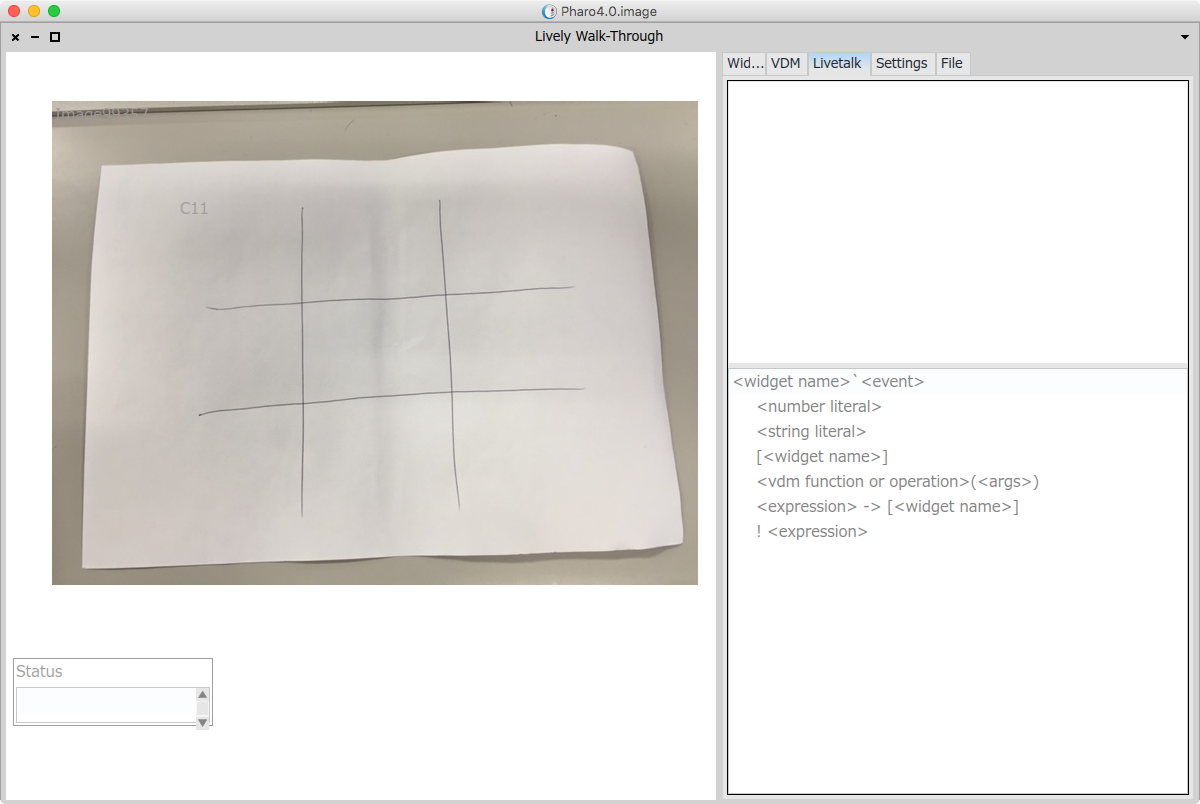 Pharo4.0.image
Lively Walk-Through
Wid... VDM Livetalk Settings File
C11
<widget name>`<event>
<number literal>
<string literal>
[<widget name>]
<vdm function or operation>(<args>)
<expression> -> [<widget name>]
! <expression>
Status